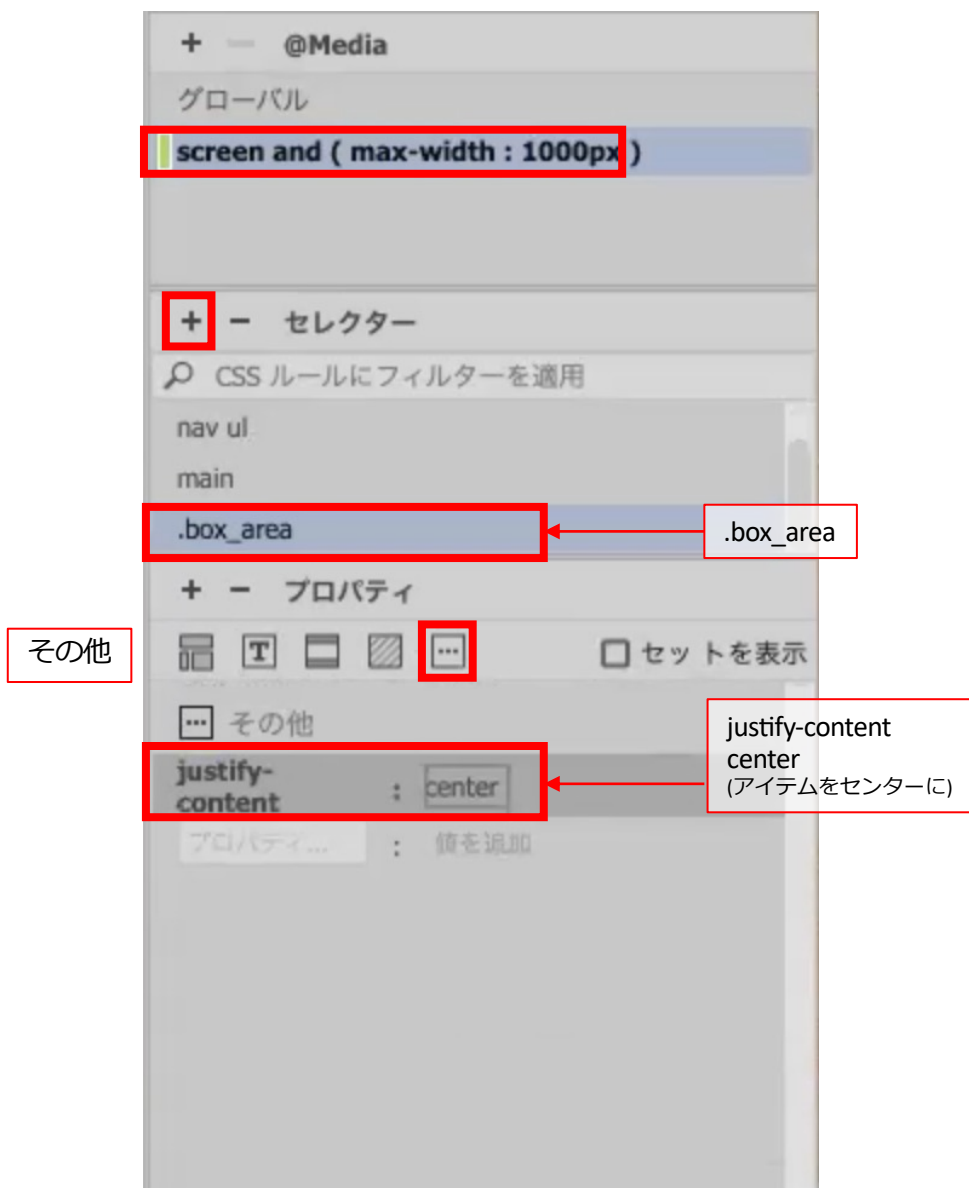 + − @Media
グローバル
screen and ( max-width : 1000px )
+ − セレクター
CSS ルールにフィルターを適用
nav ul
main
.box_area
.box_area
+ − プロパティ
その他
T
セットを表示
その他
justify-content : center
justify-content
center
(アイテムをセンターに)
プロパティ... : 値を追加